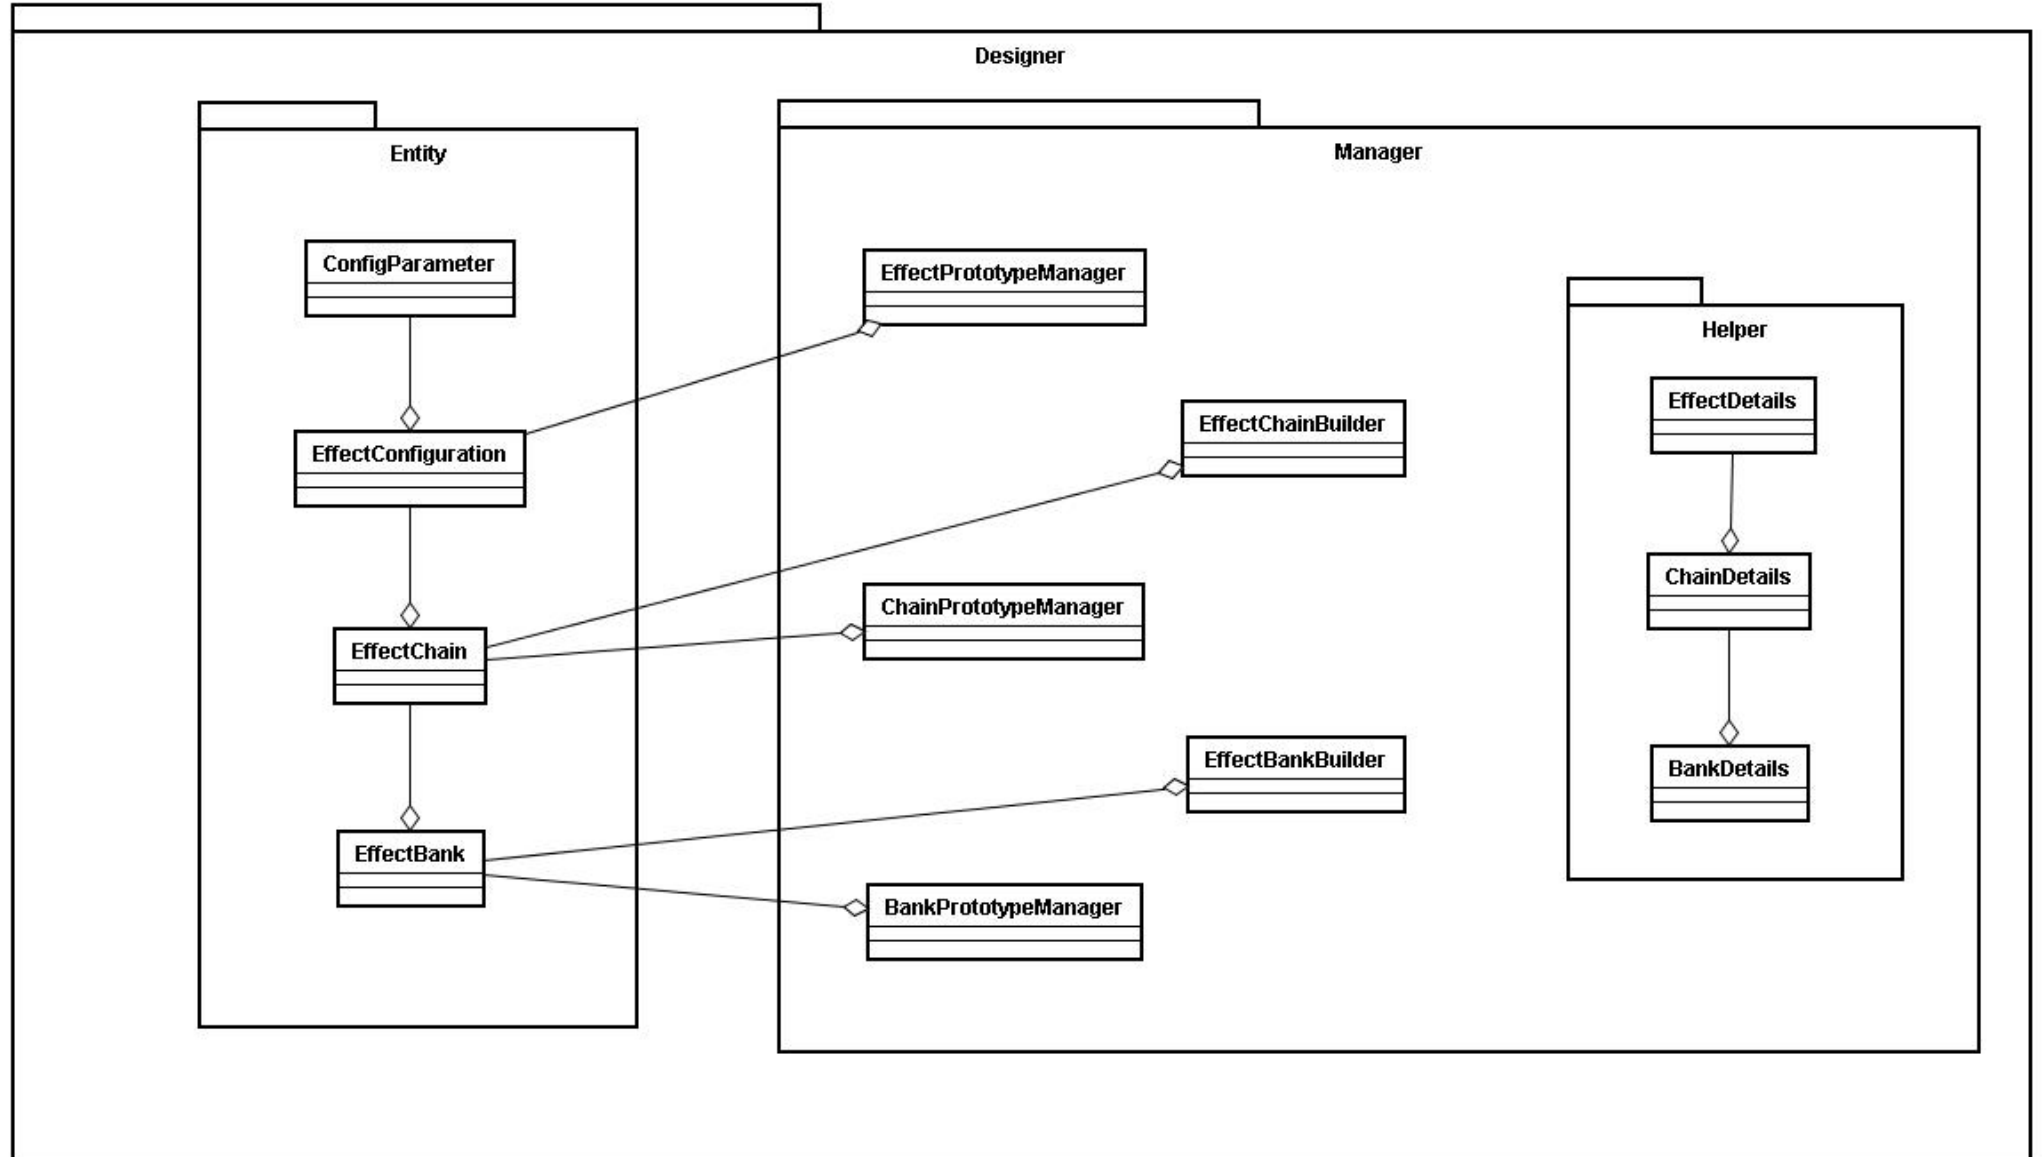 Designer
Entity
ConfigParameter
EffectConfiguration
EffectChain
EffectBank
Manager
EffectPrototypeManager
EffectChainBuilder
ChainPrototypeManager
EffectBankBuilder
BankPrototypeManager
Helper
EffectDetails
ChainDetails
BankDetails